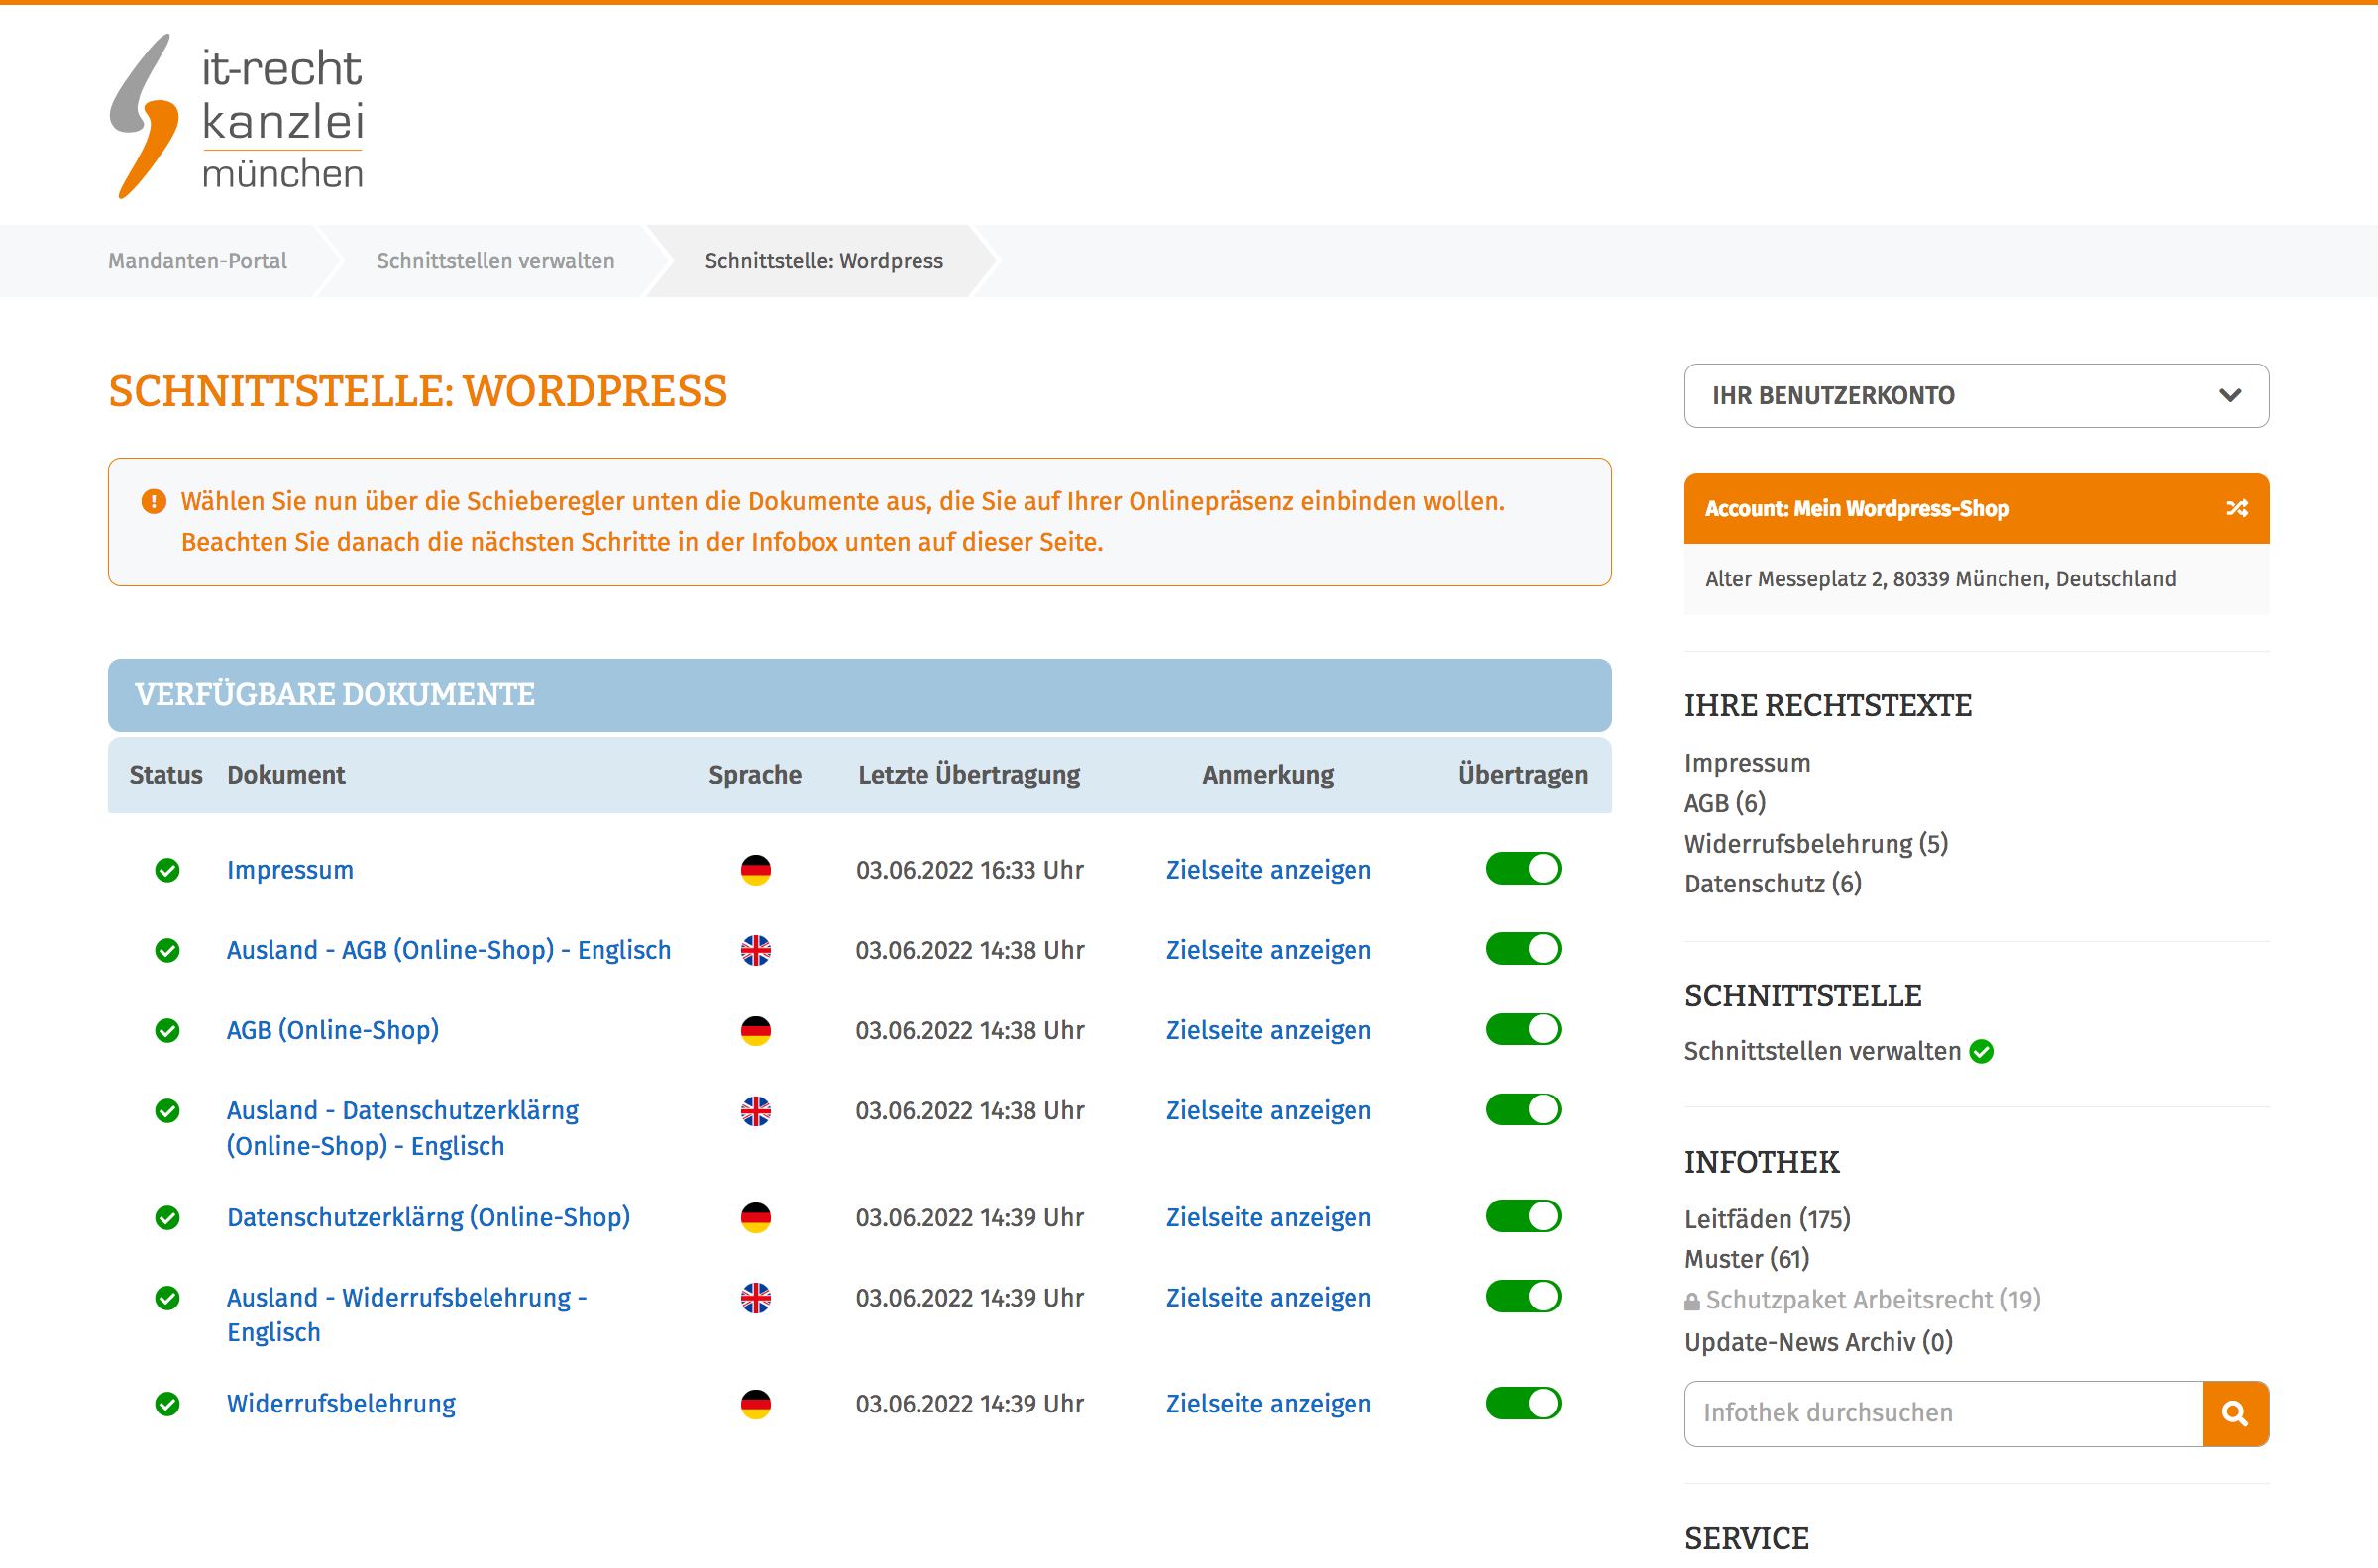 it-recht
kanzlei
münchen
Mandanten-Portal
Schnittstellen verwalten
Schnittstelle: Wordpress
SCHNITTSTELLE: WORDPRESS
Wählen Sie nun über die Schieberegler unten die Dokumente aus, die Sie auf Ihrer Onlinepräsenz einbinden wollen.
Beachten Sie danach die nächsten Schritte in der Infobox unten auf dieser Seite.
VERFÜGBARE DOKUMENTE
Status Dokument Sprache Letzte Übertragung Anmerkung Übertragen
Impressum 03.06.2022 16:33 Uhr Zielseite anzeigen
Ausland - AGB (Online-Shop) - Englisch 03.06.2022 14:38 Uhr Zielseite anzeigen
AGB (Online-Shop) 03.06.2022 14:38 Uhr Zielseite anzeigen
Ausland - Datenschutzerklärng 03.06.2022 14:38 Uhr Zielseite anzeigen
(Online-Shop) - Englisch
Datenschutzerklärng (Online-Shop) 03.06.2022 14:39 Uhr Zielseite anzeigen
Ausland - Widerrufsbelehrung - 03.06.2022 14:39 Uhr Zielseite anzeigen
Englisch
Widerrufsbelehrung 03.06.2022 14:39 Uhr Zielseite anzeigen
IHR BENUTZERKONTO
Account: Mein Wordpress-Shop
Alter Messeplatz 2, 80339 München, Deutschland
IHRE RECHTSTEXTE
Impressum
AGB (6)
Widerrufsbelehrung (5)
Datenschutz (6)
SCHNITTSTELLE
Schnittstellen verwalten
INFOTHEK
Leitfäden (175)
Muster (61)
Schutzpaket Arbeitsrecht (19)
Update-News Archiv (0)
Infothek durchsuchen
SERVICE